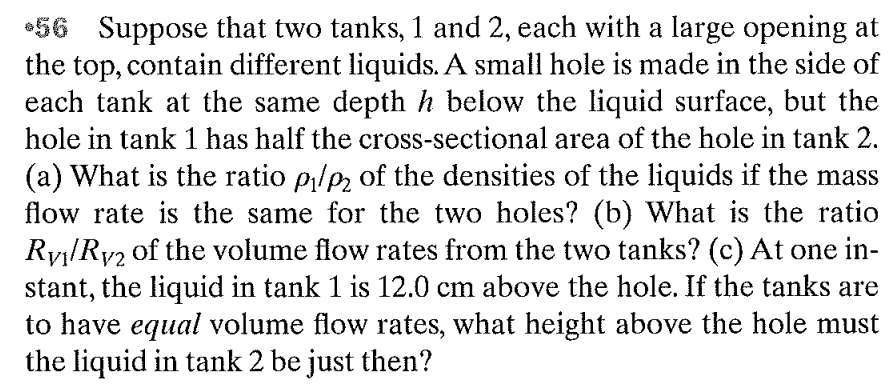 •56 Suppose that two tanks, 1 and 2, each with a large opening at
the top, contain different liquids. A small hole is made in the side of
each tank at the same depth h below the liquid surface, but the
hole in tank 1 has half the cross-sectional area of the hole in tank 2.
(a) What is the ratio ρ₁/ρ₂ of the densities of the liquids if the mass
flow rate is the same for the two holes? (b) What is the ratio
R_V1/R_V2 of the volume flow rates from the two tanks? (c) At one in-
stant, the liquid in tank 1 is 12.0 cm above the hole. If the tanks are
to have equal volume flow rates, what height above the hole must
the liquid in tank 2 be just then?